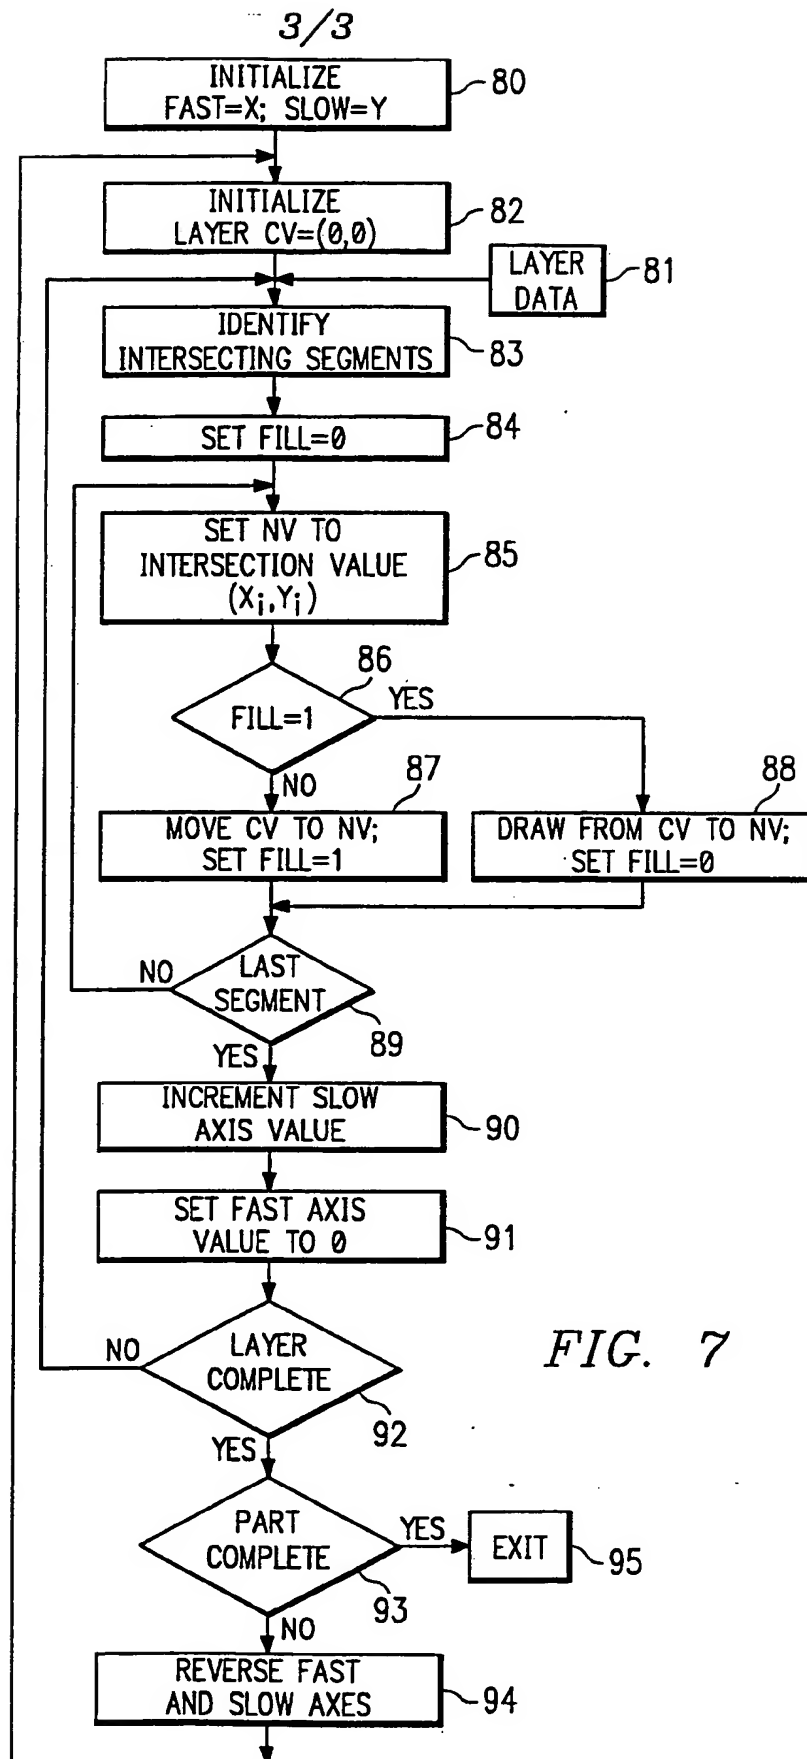 3/3
INITIALIZE
FAST=X; SLOW=Y
80
INITIALIZE
LAYER CV=(0,0)
82
LAYER
DATA
81
IDENTIFY
INTERSECTING SEGMENTS
83
SET FILL=0
84
SET NV TO
INTERSECTION VALUE
(Xi,Yi)
85
86
FILL=1
YES
NO
87
MOVE CV TO NV;
SET FILL=1
88
DRAW FROM CV TO NV;
SET FILL=0
NO
LAST
SEGMENT
89
YES
INCREMENT SLOW
AXIS VALUE
90
SET FAST AXIS
VALUE TO 0
91
NO
LAYER
COMPLETE
92
FIG. 7
YES
PART
COMPLETE
93
YES
EXIT
95
NO
REVERSE FAST
AND SLOW AXES
94